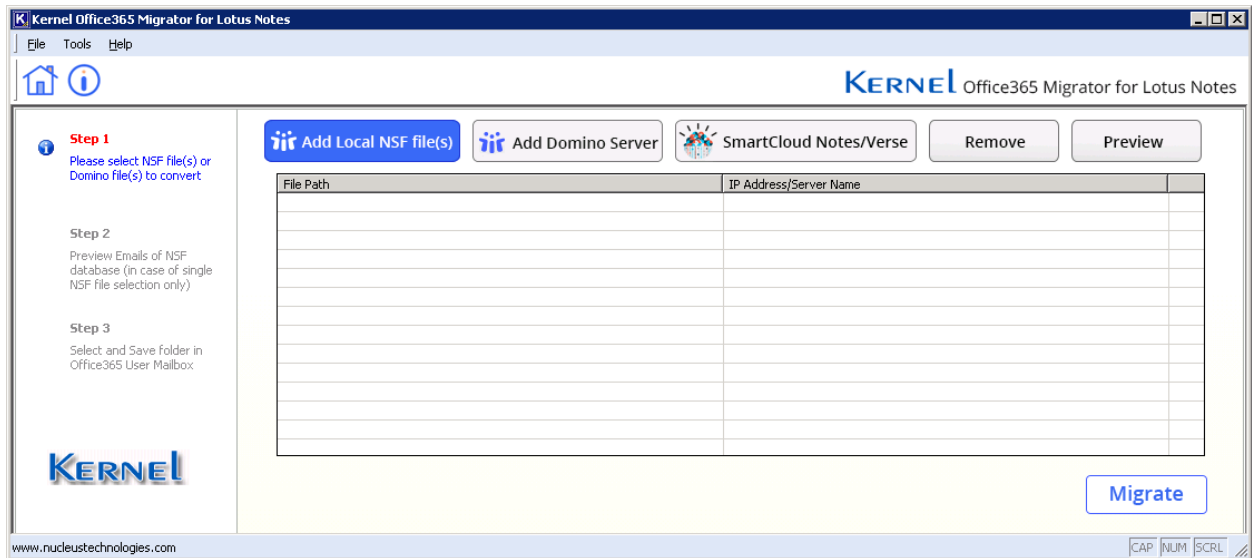 Kernel Office365 Migrator for Lotus Notes
File Tools Help
KERNEL Office365 Migrator for Lotus Notes
Step 1
Please select NSF file(s) or
Domino file(s) to convert
Step 2
Preview Emails of NSF
database (in case of single
NSF file selection only)
Step 3
Select and Save folder in
Office365 User Mailbox
KERNEL
Add Local NSF file(s) Add Domino Server SmartCloud Notes/Verse Remove Preview
File Path IP Address/Server Name
Migrate
www.nucleustechnologies.com CAP NUM SCRL